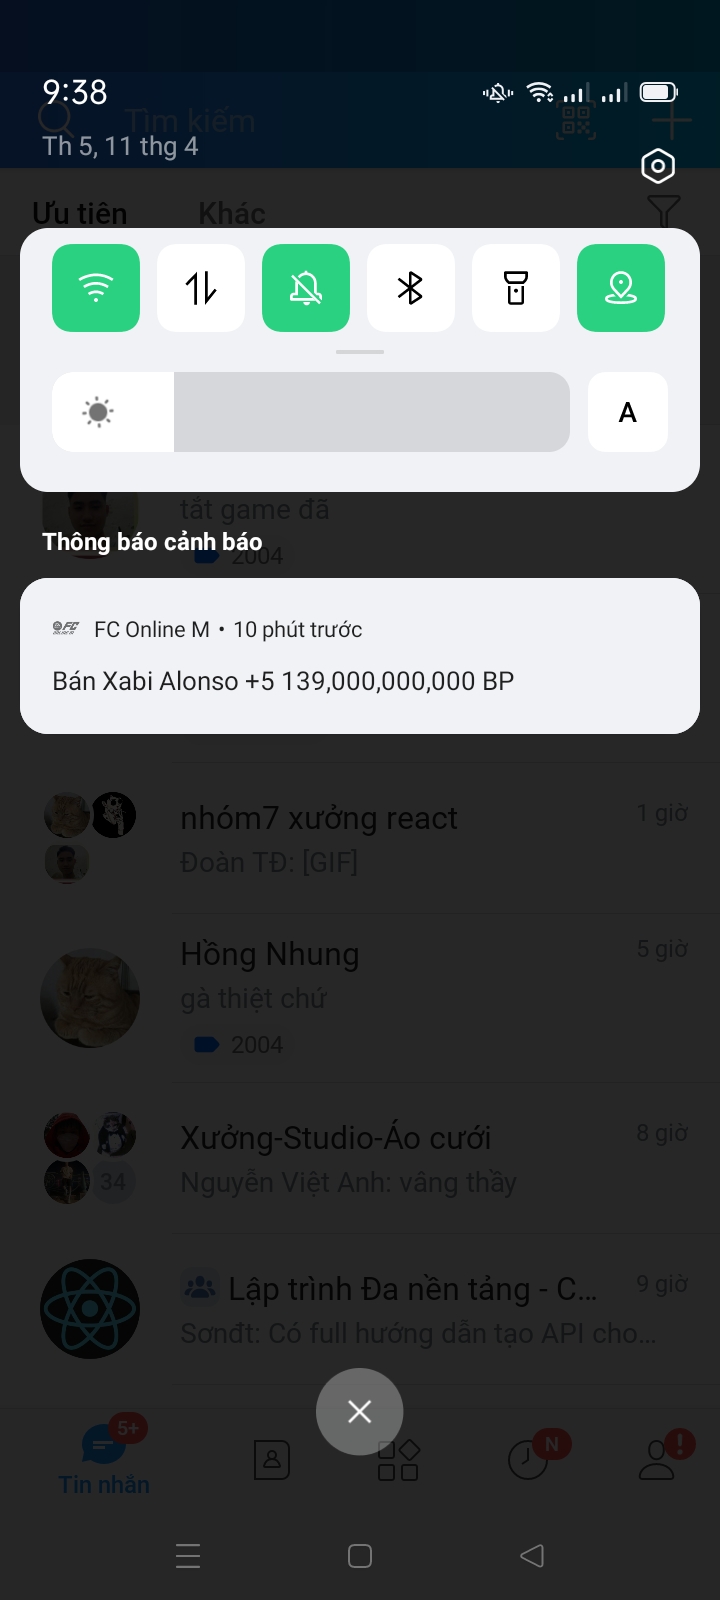 9:38
Tìm kiếm
Th 5, 11 thg 4
Ưu tiên
Khác
A
tắt game đã
Thông báo cảnh báo
2004
FC Online M • 10 phút trước
Bán Xabi Alonso +5 139,000,000,000 BP
nhóm7 xưởng react
1 giờ
Đoàn TĐ: [GIF]
Hồng Nhung
5 giờ
gà thiệt chứ
2004
Xưởng-Studio-Áo cưới
8 giờ
34
Nguyễn Việt Anh: vâng thầy
Lập trình Đa nền tảng - C...
9 giờ
Sơnđt: Có full hướng dẫn tạo API cho...
5+
N
!
Tin nhắn